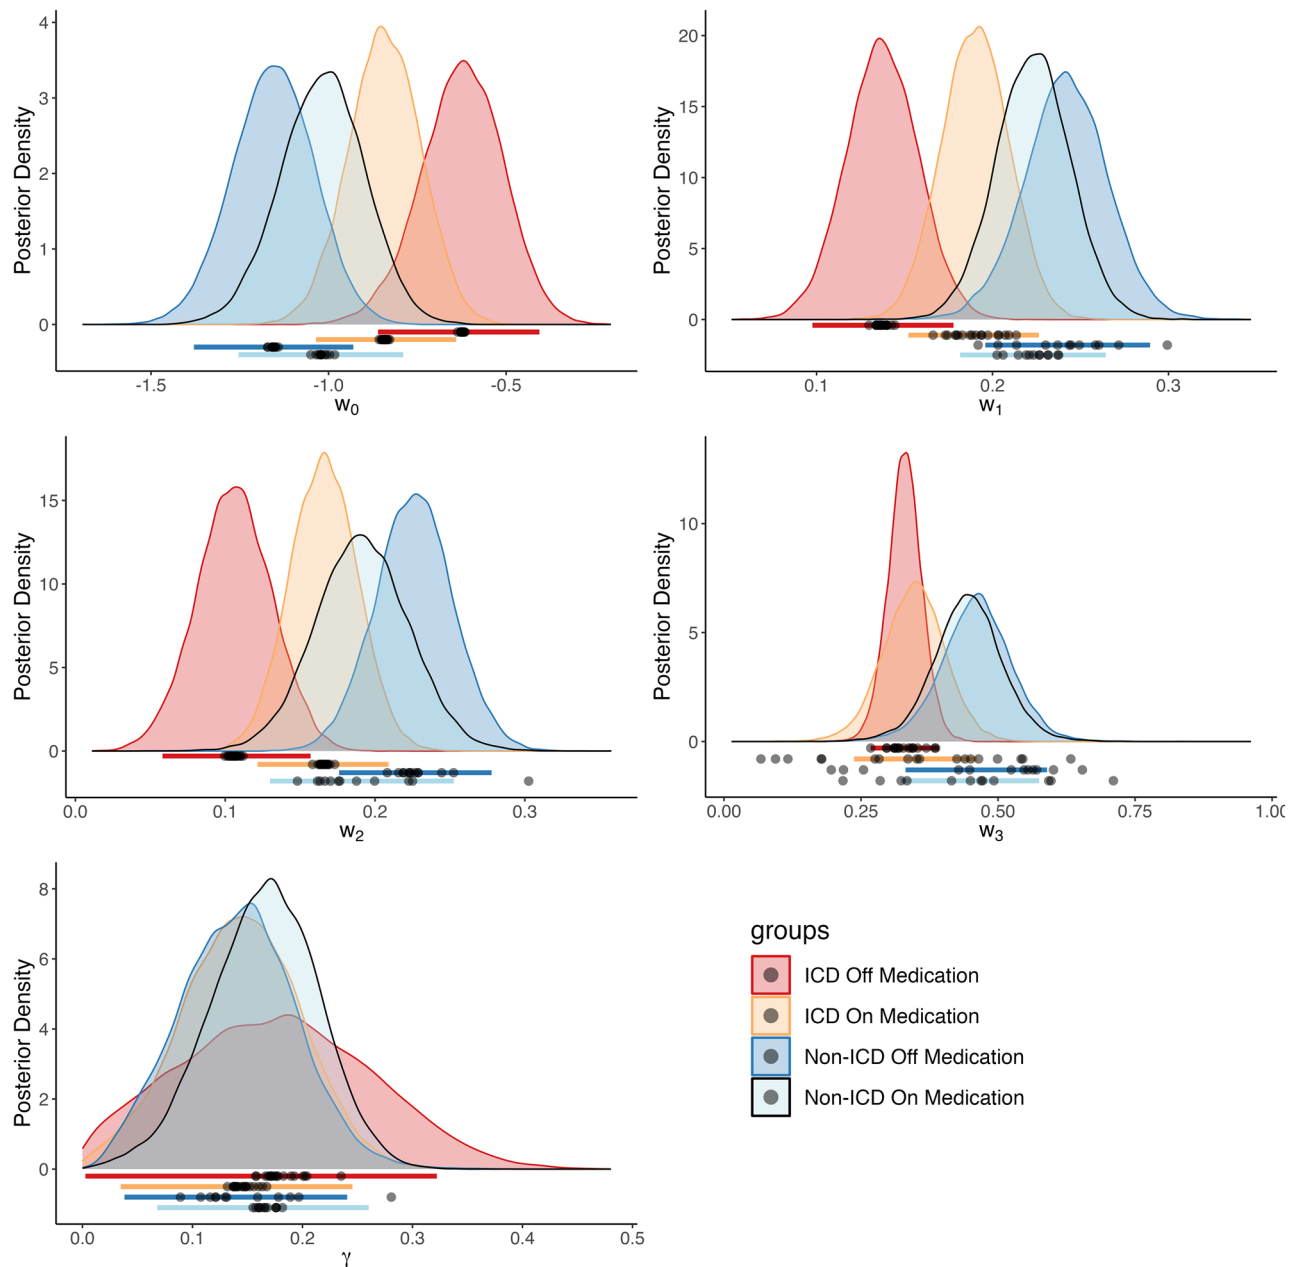 4
3
2
1
0
Posterior Density
-1.5 -1.0 -0.5
w0
20
15
10
5
0
Posterior Density
0.1 0.2 0.3
w1
15
10
5
0
Posterior Density
0.0 0.1 0.2 0.3
w2
10
5
0
Posterior Density
0.00 0.25 0.50 0.75 1.00
w3
8
6
4
2
0
Posterior Density
0.0 0.1 0.2 0.3 0.4 0.5
γ
groups
ICD Off Medication
ICD On Medication
Non-ICD Off Medication
Non-ICD On Medication